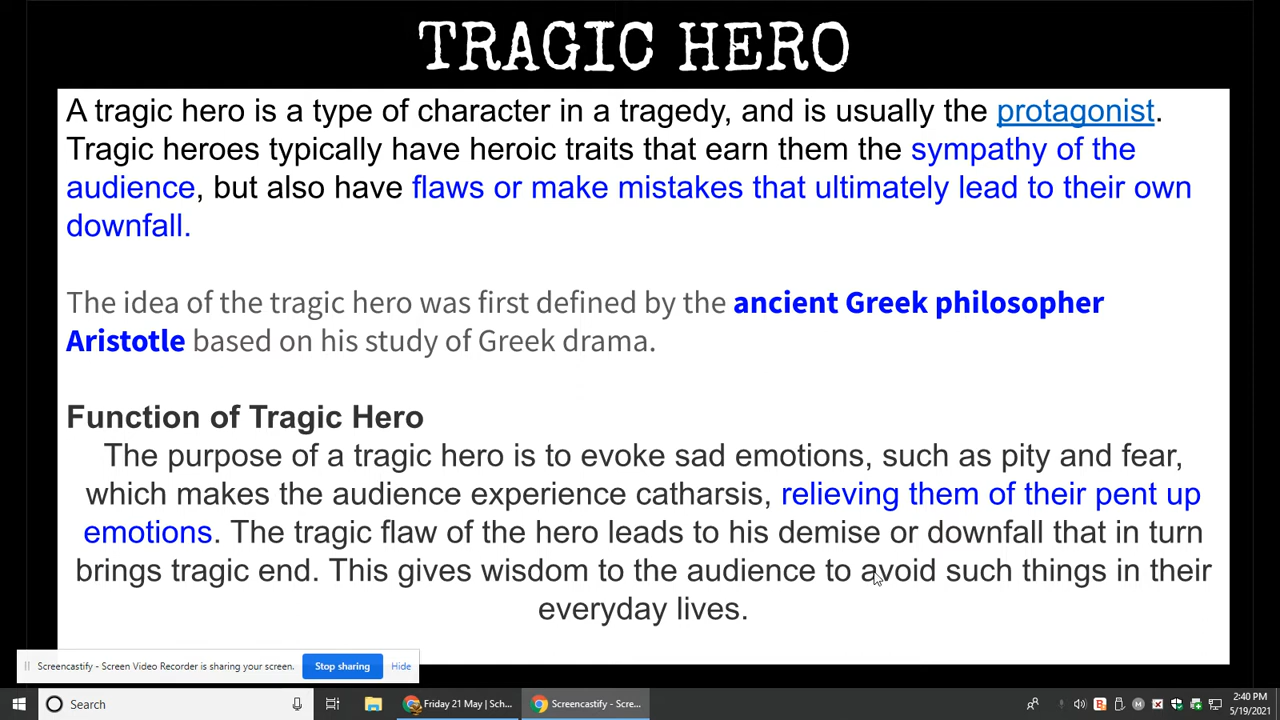 TRAGIC HERO
A tragic hero is a type of character in a tragedy, and is usually the protagonist.
Tragic heroes typically have heroic traits that earn them the sympathy of the
audience, but also have flaws or make mistakes that ultimately lead to their own
downfall.
The idea of the tragic hero was first defined by the ancient Greek philosopher
Aristotle based on his study of Greek drama.
Function of Tragic Hero
The purpose of a tragic hero is to evoke sad emotions, such as pity and fear,
which makes the audience experience catharsis, relieving them of their pent up
emotions. The tragic flaw of the hero leads to his demise or downfall that in turn
brings tragic end. This gives wisdom to the audience to avoid such things in their
everyday lives.
Screencastify - Screen Video Recorder is sharing your screen. Stop sharing Hide
Search Friday 21 May | Sch... Screencastify - Scre... 2:40 PM
5/19/2021